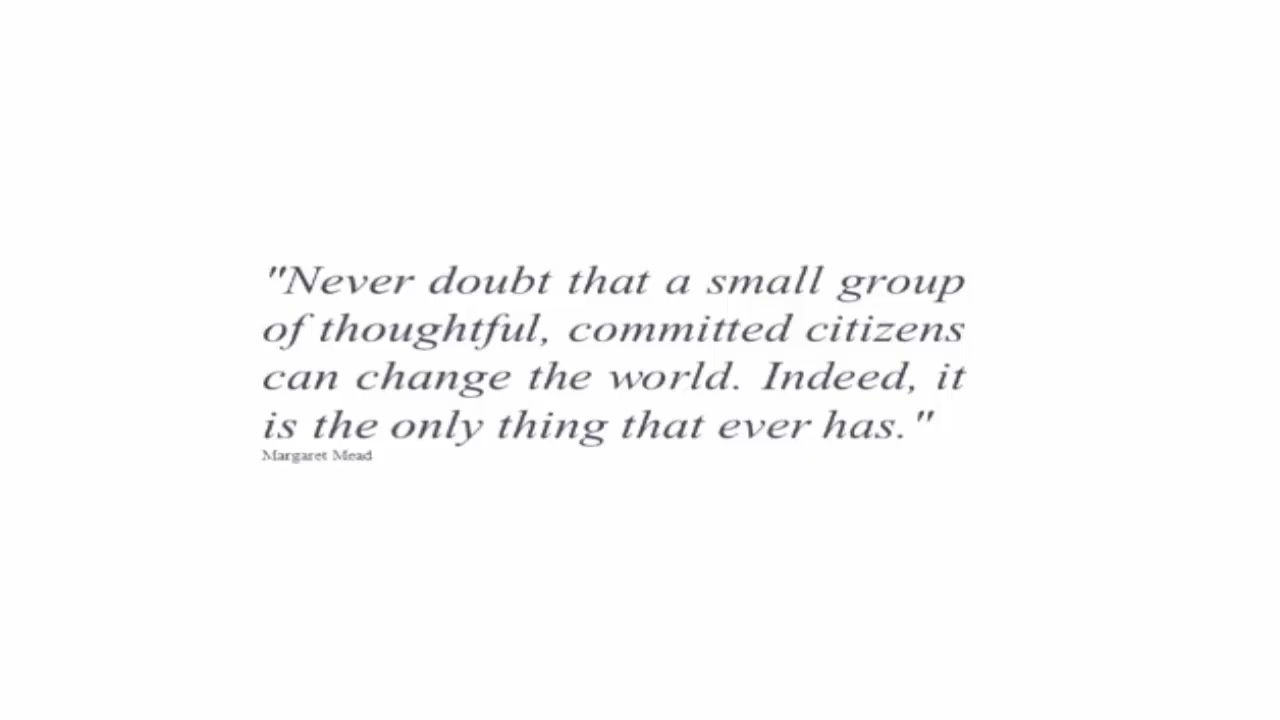 "Never doubt that a small group
of thoughtful, committed citizens
can change the world. Indeed, it
is the only thing that ever has."
Margaret Mead